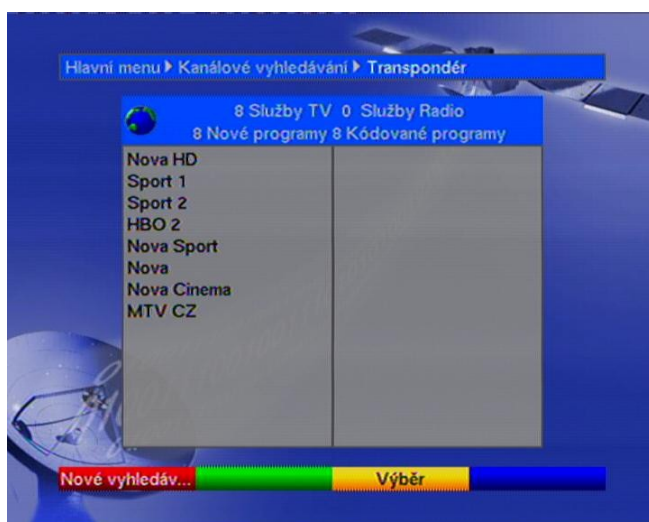 Hlavní menu Kanálové vyhledávání Transpondér
8 Služby TV 0 Služby Radio
8 Nové programy 8 Kódované programy
Nova HD
Sport 1
Sport 2
HBO 2
Nova Sport
Nova
Nova Cinema
MTV CZ
Nové vyhledáv... Výběr